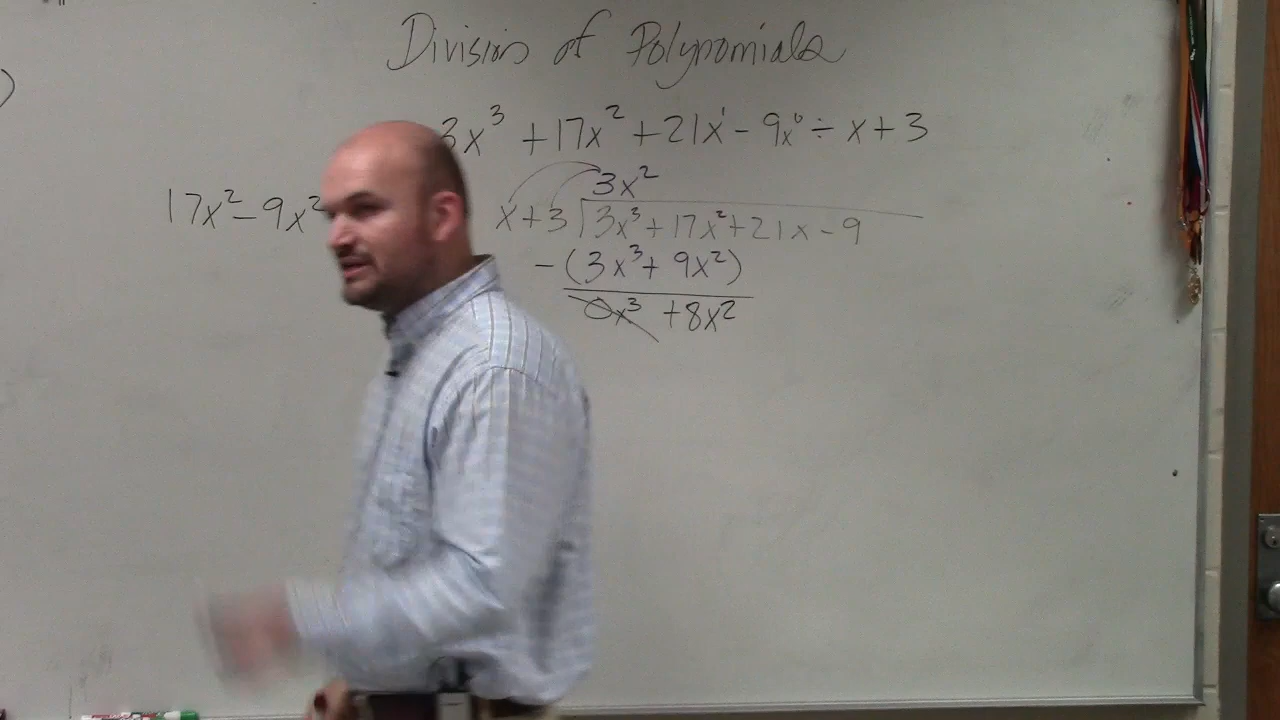 Division of Polynomials
3x³ + 17x² + 21x¹ - 9x⁰ ÷ x + 3
3x²
17x² - 9x²
x + 3 3x³ + 17x² + 21x - 9
- (3x³ + 9x²)
0x³ + 8x²